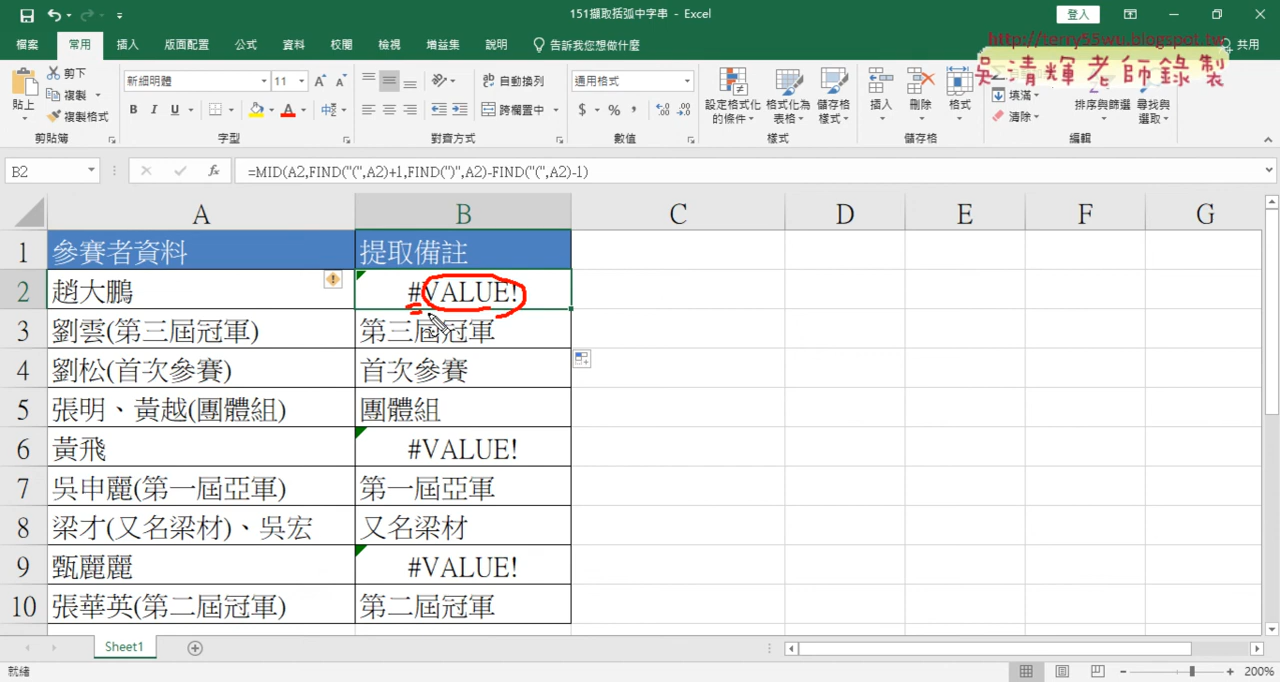 151擷取括弧中字串 - Excel
登入
檔案 常用 插入 版面配置 公式 資料 校閱 檢視 增益集 說明 告訴我您想做什麼 共用
http://terry55wu.blogspot.tw
吳清輝老師錄製
貼上 剪下 複製 複製格式 剪貼簿
新細明體 11 B I U A 中 字型
自動換列 跨欄置中 對齊方式
通用格式 $ % , 數值
設定格式化的條件 格式化為表格 儲存格樣式 樣式
插入 刪除 格式 儲存格
填滿 清除 排序與篩選 尋找與選取 編輯
B2 fx =MID(A2,FIND("(",A2)+1,FIND(")",A2)-FIND("(",A2)-1)
A B C D E F G
1 參賽者資料 提取備註
2 趙大鵬 #VALUE!
3 劉雲(第三屆冠軍) 第三屆冠軍
4 劉松(首次參賽) 首次參賽
5 張明、黃越(團體組) 團體組
6 黃飛 #VALUE!
7 吳申麗(第一屆亞軍) 第一屆亞軍
8 梁才(又名梁材)、吳宏 又名梁材
9 甄麗麗 #VALUE!
10 張華英(第二屆冠軍) 第二屆冠軍
Sheet1
就緒 200%